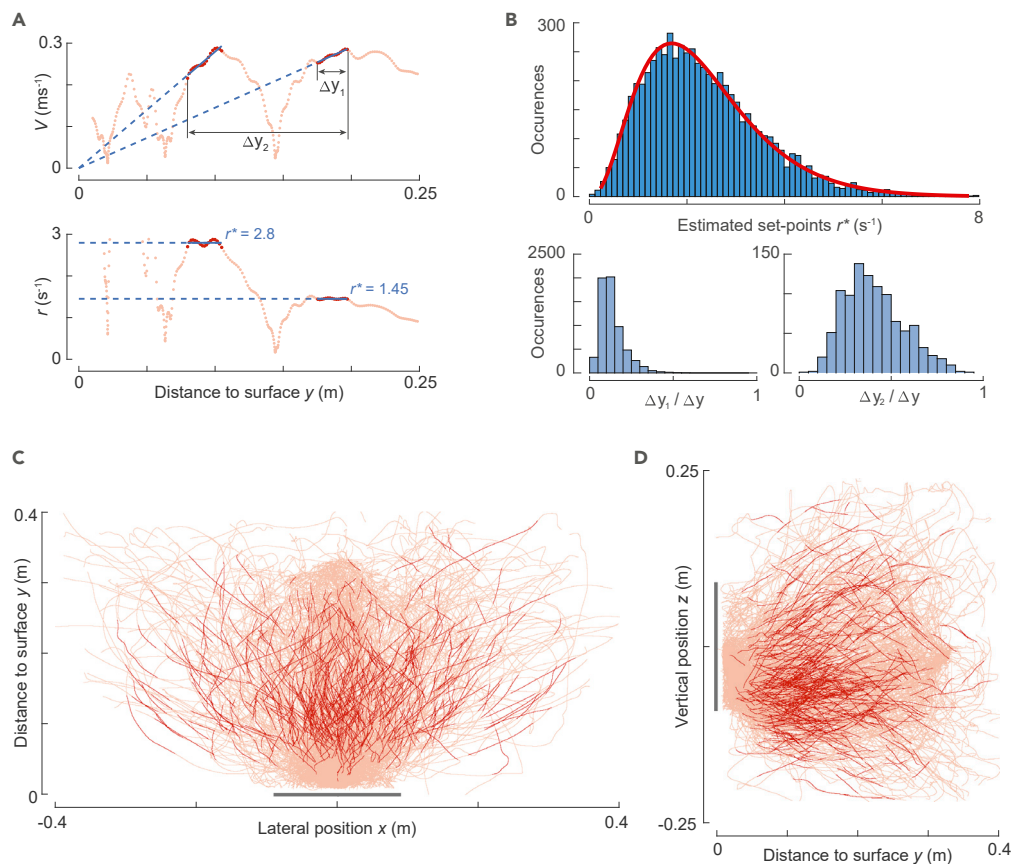 A
0.3
V (ms-1)
0
Δy1
Δy2
0
0.25
3
r (s-1)
0
r* = 2.8
r* = 1.45
0
0.25
Distance to surface y (m)
B
300
Occurences
0
0
8
Estimated set-points r* (s-1)
2500
Occurences
0
0
1
Δy1 / Δy
150
0
0
1
Δy2 / Δy
C
0.4
Distance to surface y (m)
0
-0.4
0.4
Lateral position x (m)
D
0.25
Vertical position z (m)
-0.25
0
0.4
Distance to surface y (m)